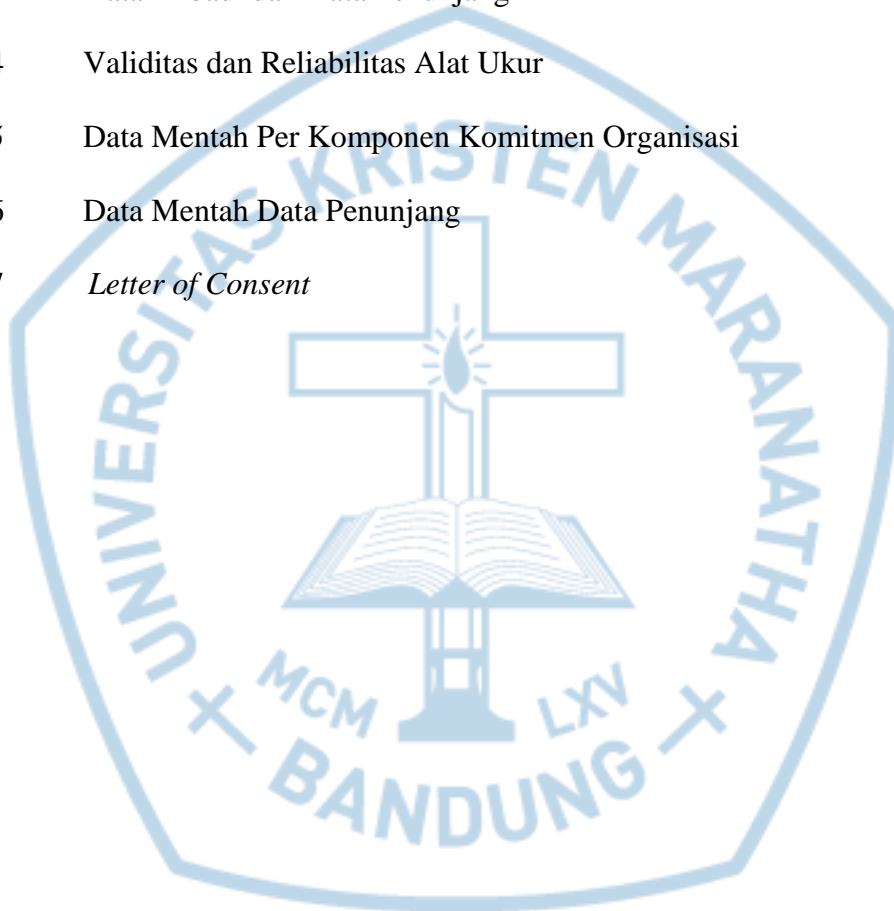 4 Validitas dan Reliabilitas Alat Ukur
Data Mentah Per Komponen Komitmen Organisasi
Data Mentah Data Penunjang
Letter of Consent
UNIVERSITAS KRISTEN MARANATHA
MCM LXV
BANDUNG